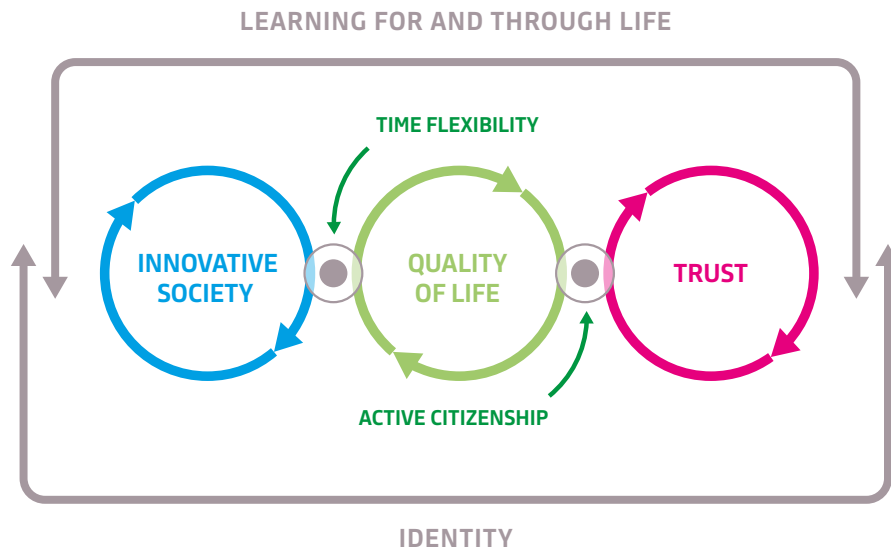 LEARNING FOR AND THROUGH LIFE
TIME FLEXIBILITY
INNOVATIVE
SOCIETY
QUALITY
OF LIFE
TRUST
ACTIVE CITIZENSHIP
IDENTITY